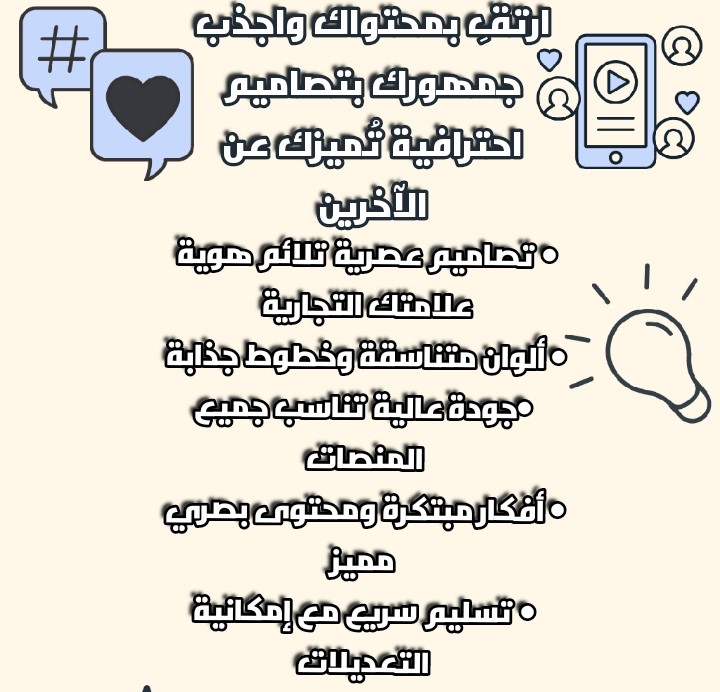 ارتقِ بمحتواك واجذب
جمهورك بتصاميم
احترافية تُميزك عن
الآخرين
• تصاميم عصرية تلائم هوية
علامتك التجارية
• ألوان متناسقة وخطوط جذابة
•جودة عالية تناسب جميع
المنصات
• أفكار مبتكرة ومحتوى بصري
مميز
• تسليم سريع مع إمكانية
التعديلات